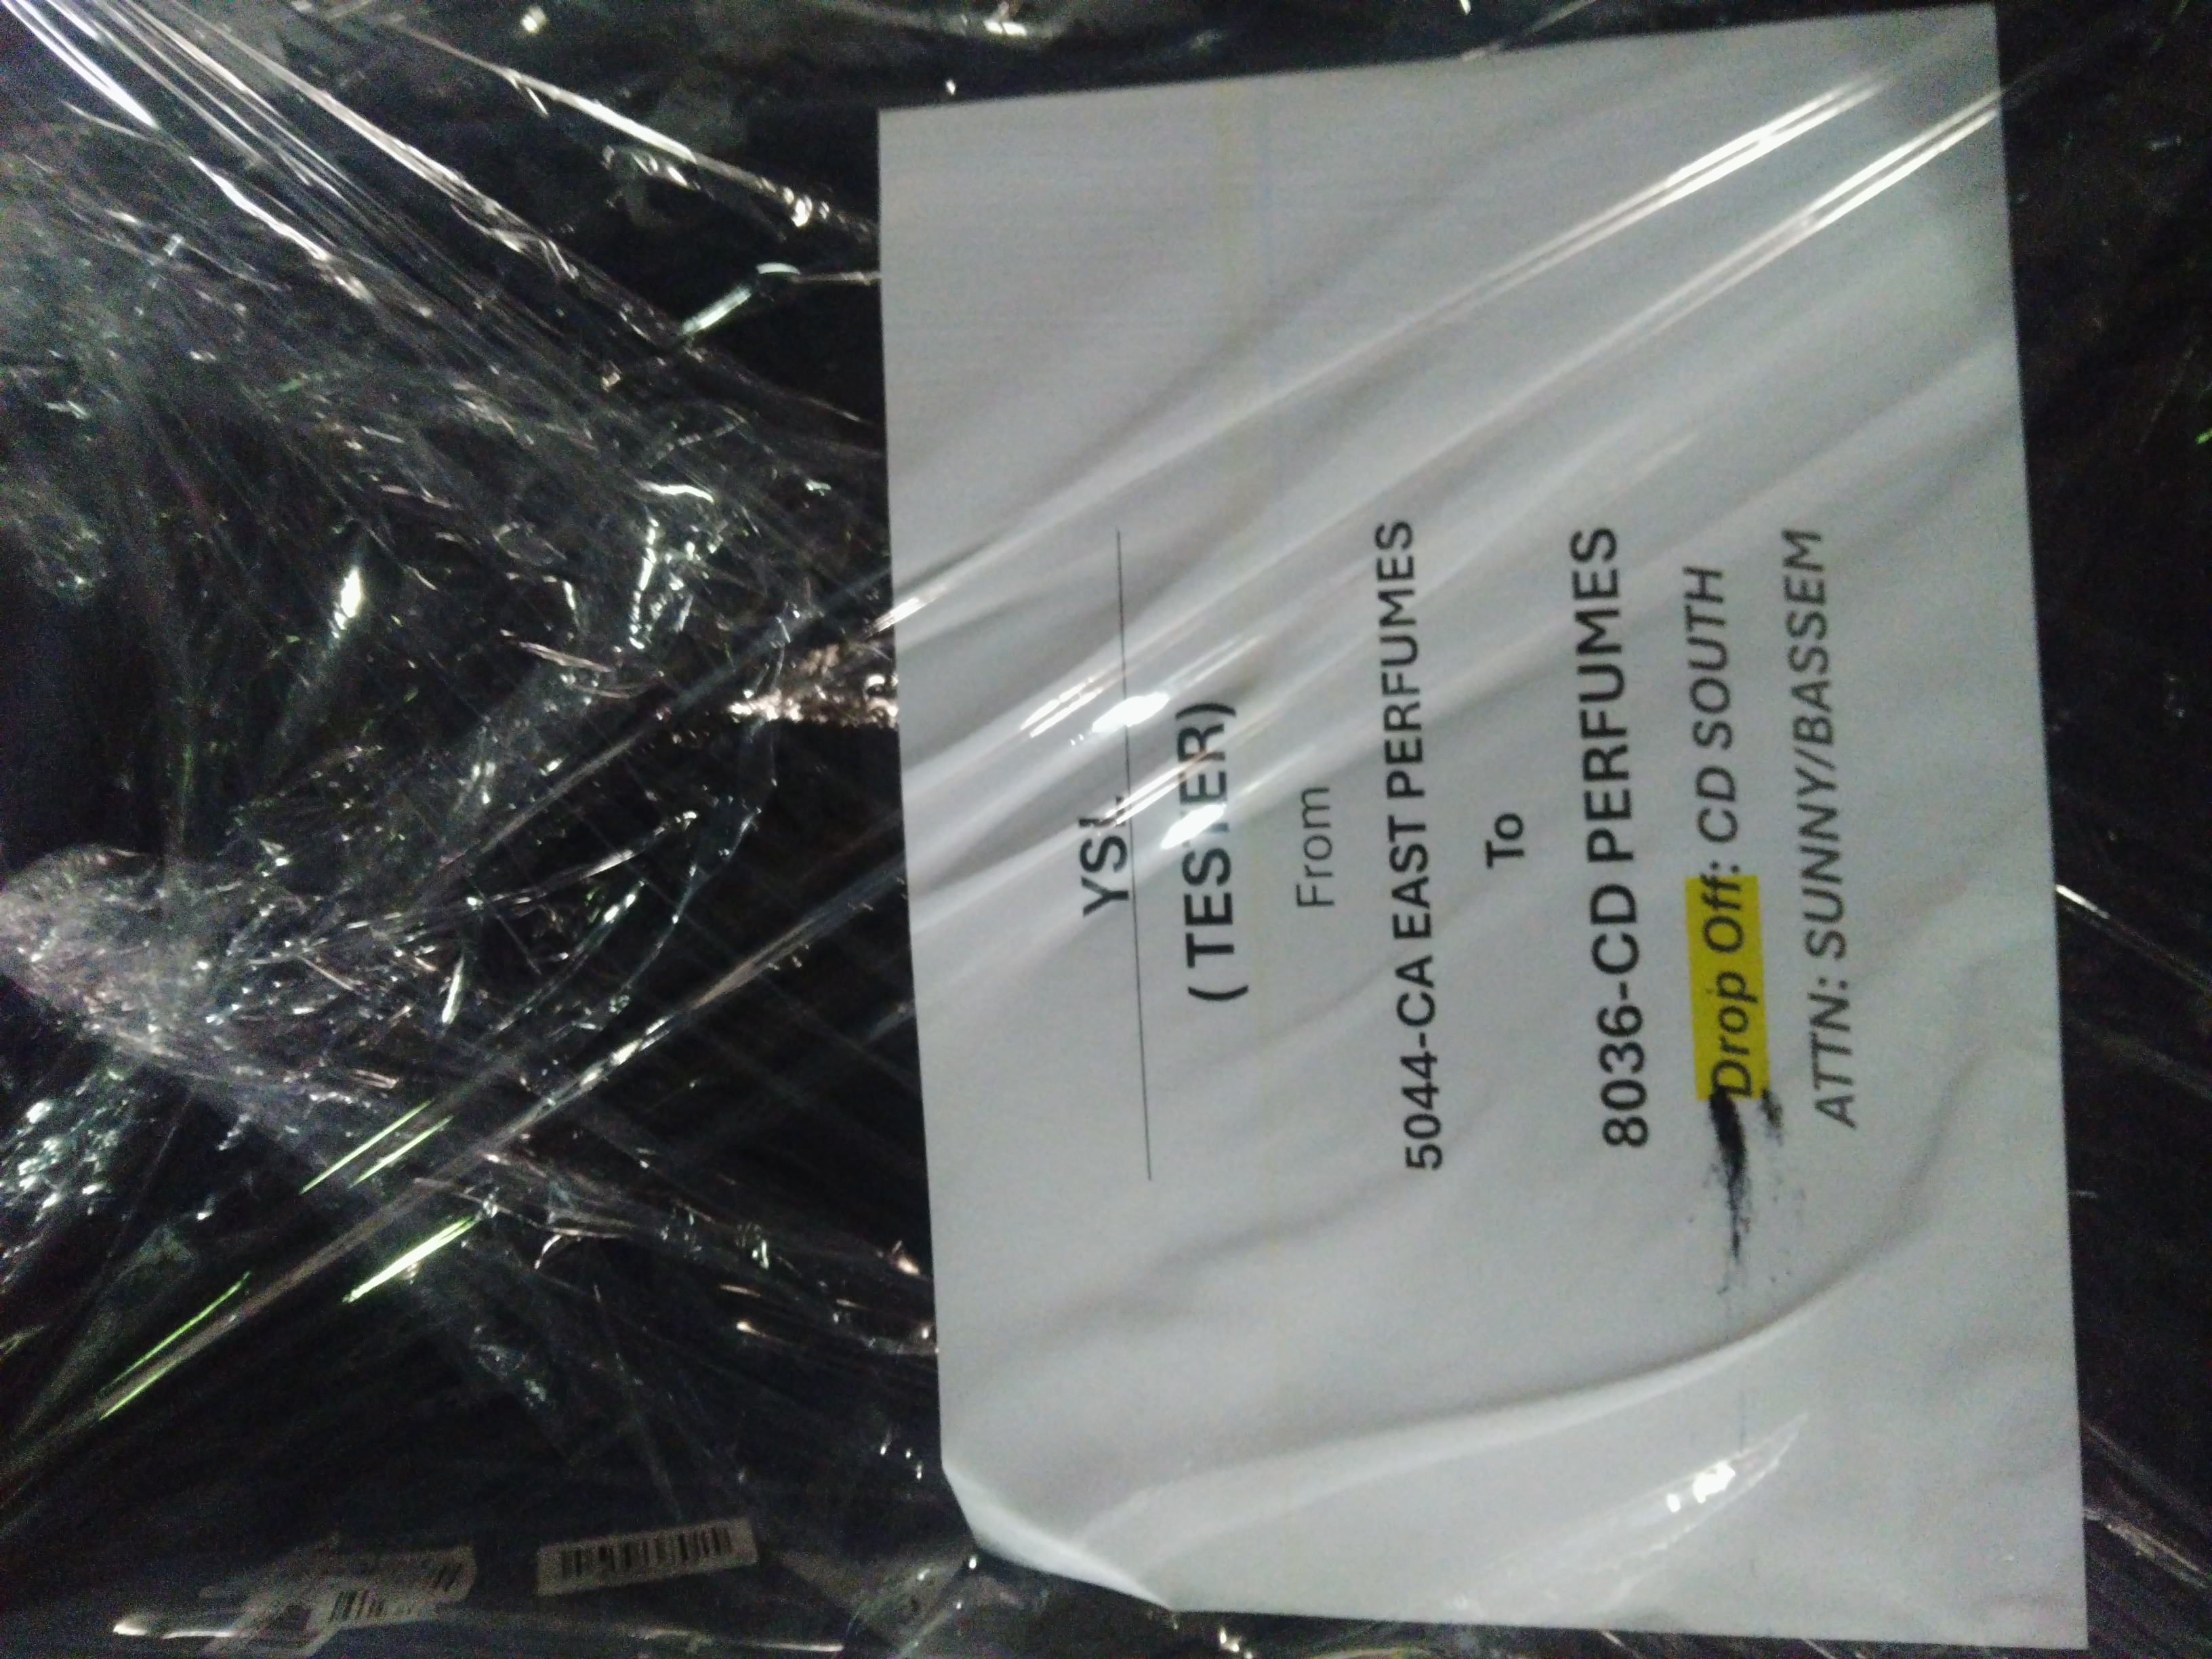 YSL
( TESTER)
From
5044-CA EAST PERFUMES
To
8036-CD PERFUMES
Drop Off: CD SOUTH
ATTN: SUNNY/BASSEM